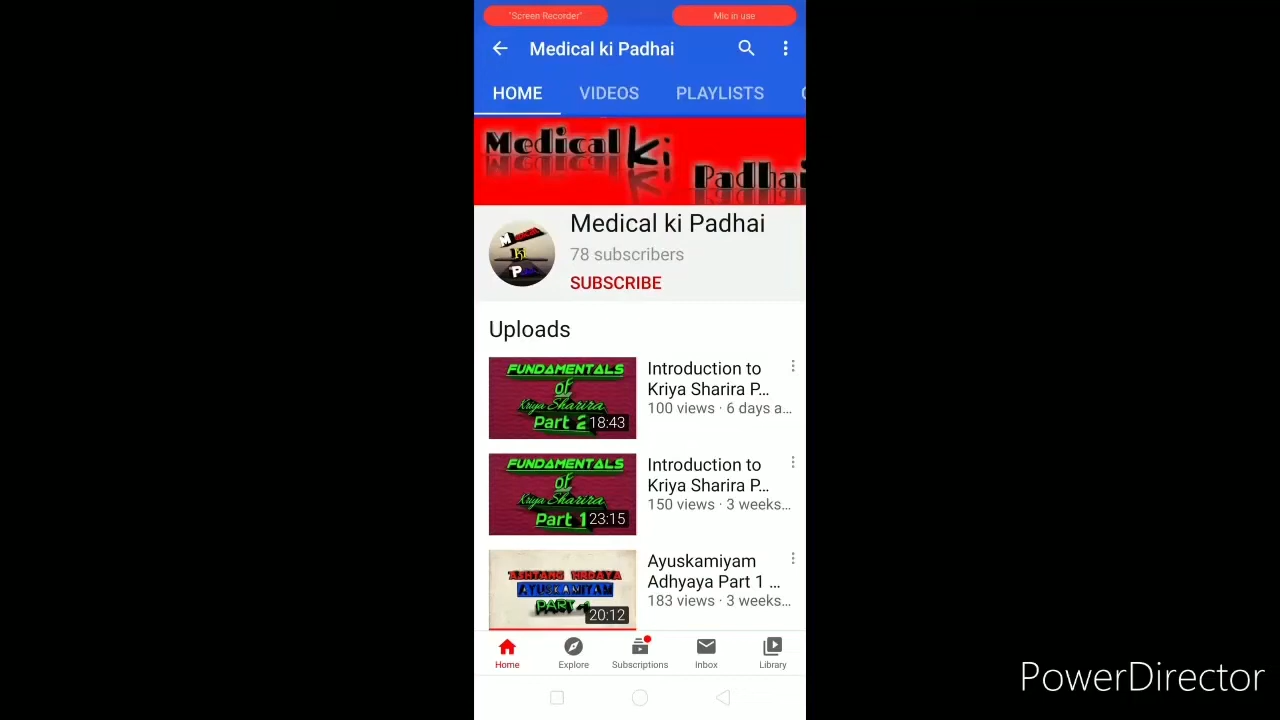 "Screen Recorder"
Mic in use
Medical ki Padhai
HOME VIDEOS PLAYLISTS
Medical ki
Padhai
Medical ki Padhai
78 subscribers
SUBSCRIBE
Uploads
FUNDAMENTALS
of
Kriya Sharira
Part 2
18:43
Introduction to
Kriya Sharira P...
100 views · 6 days a...
FUNDAMENTALS
of
Kriya Sharira
Part 1
23:15
Introduction to
Kriya Sharira P...
150 views · 3 weeks...
ASHTANG HRDAYA
AYUSKAMIYAM
PART-1
20:12
Ayuskamiyam
Adhyaya Part 1 ...
183 views · 3 weeks...
Home Explore Subscriptions Inbox Library
PowerDirector